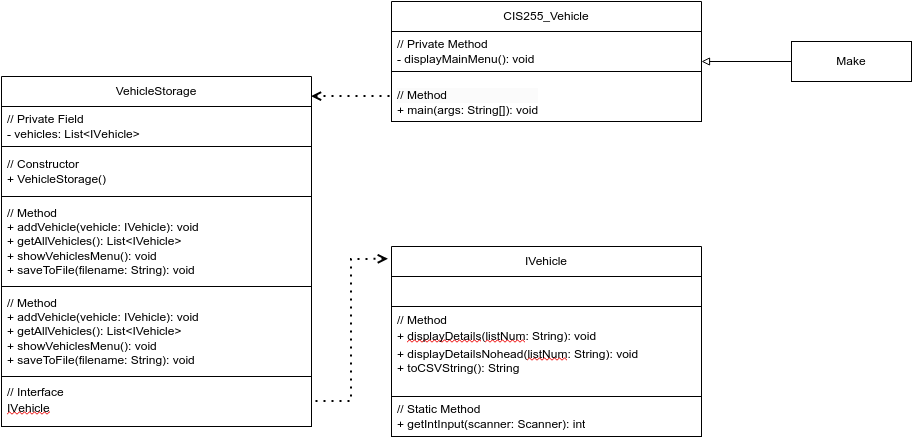 CIS255_Vehicle
// Private Method
- displayMainMenu(): void
// Method
+ main(args: String[]): void
Make
VehicleStorage
// Private Field
- vehicles: List<IVehicle>
// Constructor
+ VehicleStorage()
// Method
+ addVehicle(vehicle: IVehicle): void
+ getAllVehicles(): List<IVehicle>
+ showVehiclesMenu(): void
+ saveToFile(filename: String): void
// Method
+ addVehicle(vehicle: IVehicle): void
+ getAllVehicles(): List<IVehicle>
+ showVehiclesMenu(): void
+ saveToFile(filename: String): void
// Interface
IVehicle
IVehicle
// Method
+ displayDetails(listNum: String): void
+ displayDetailsNohead(listNum: String): void
+ toCSVString(): String
// Static Method
+ getIntInput(scanner: Scanner): int